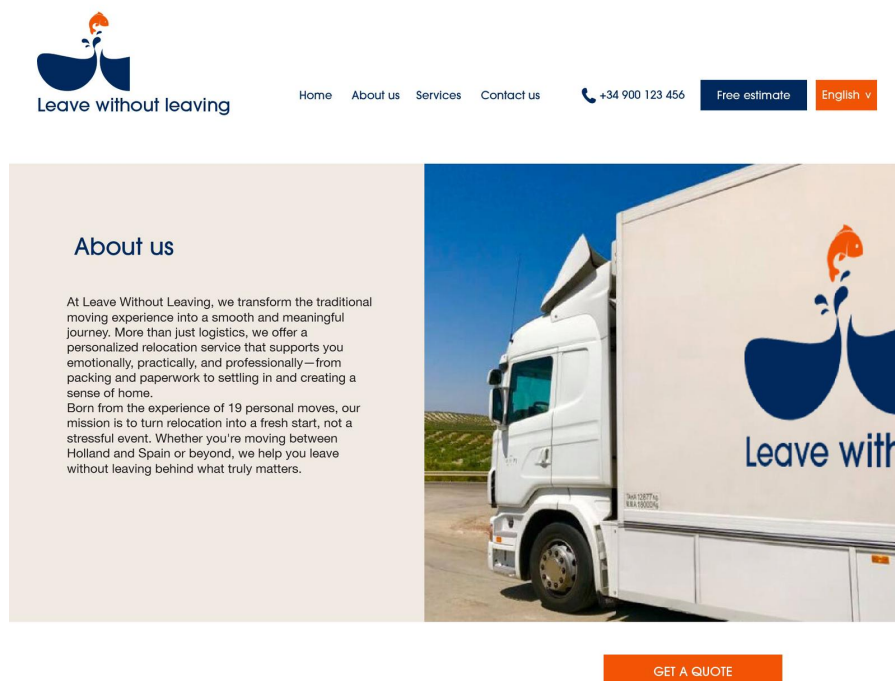 Leave without leaving
Home About us Services Contact us +34 900 123 456 Free estimate English v
About us
At Leave Without Leaving, we transform the traditional
moving experience into a smooth and meaningful
journey. More than just logistics, we offer a
personalized relocation service that supports you
emotionally, practically, and professionally—from
packing and paperwork to settling in and creating a
sense of home.
Born from the experience of 19 personal moves, our
mission is to turn relocation into a fresh start, not a
stressful event. Whether you're moving between
Holland and Spain or beyond, we help you leave
without leaving behind what truly matters.
Leave with
GET A QUOTE